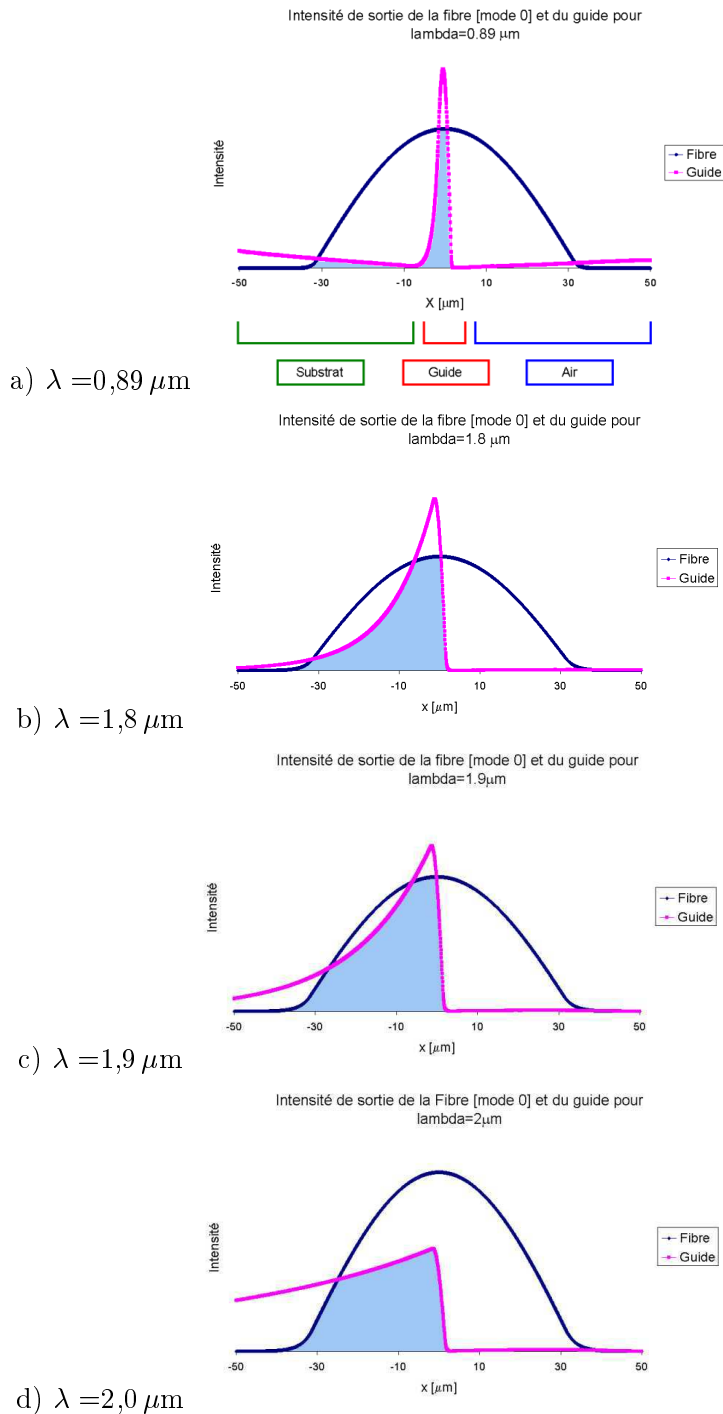 Intensité de sortie de la fibre [mode 0] et du guide pour
lambda=0.89 µm
Intensité
Fibre
Guide
-50 -30 -10 10 30 50
X [µm]
Substrat Guide Air
a) λ =0,89 µm
Intensité de sortie de la fibre [mode 0] et du guide pour
lambda=1.8 µm
Intensité
Fibre
Guide
-50 -30 -10 10 30 50
x [µm]
b) λ =1,8 µm
Intensité de sortie de la fibre [mode 0] et du guide pour
lambda=1.9µm
Intensité
Fibre
Guide
-50 -30 -10 10 30 50
x [µm]
c) λ =1,9 µm
Intensité de sortie de la Fibre [mode 0] et du guide pour
lambda=2µm
Intensité
Fibre
Guide
-50 -30 -10 10 30 50
x [µm]
d) λ =2,0 µm